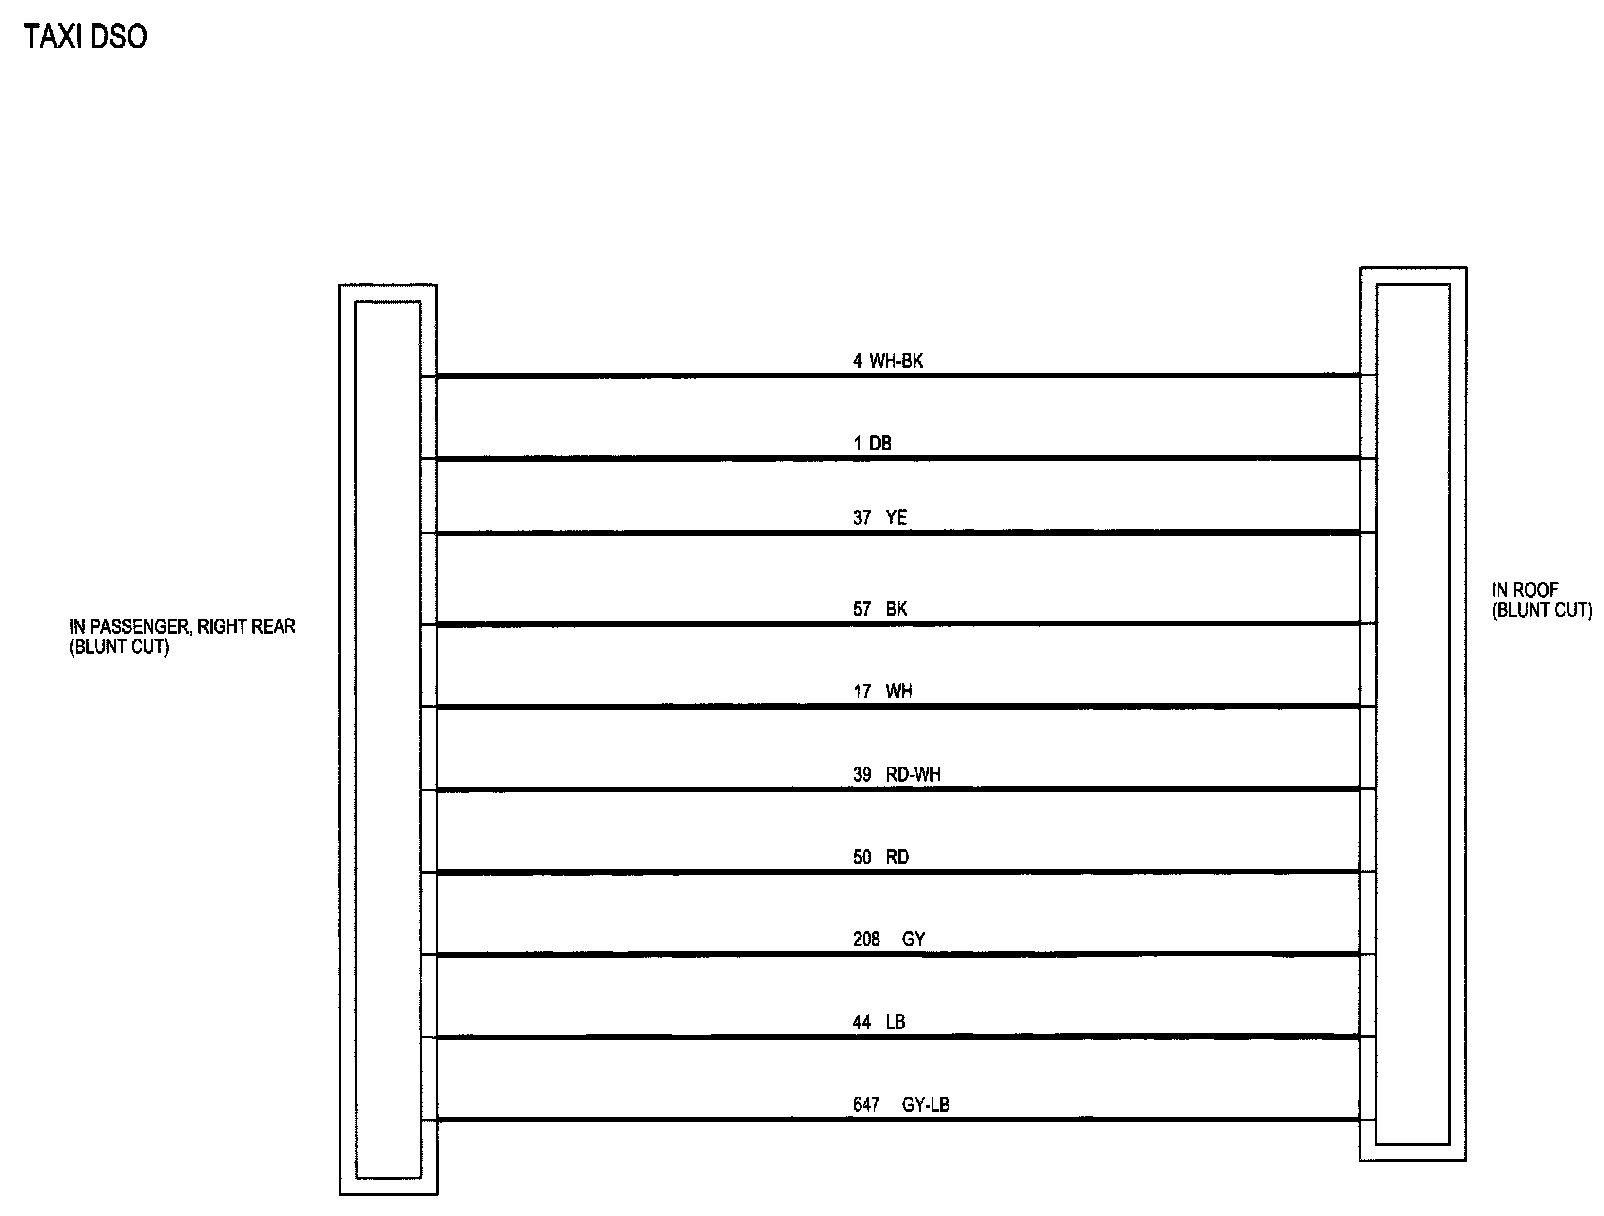 TAXI DSO
4 WH-BK
1 DB
37 YE
57 BK
17 WH
39 RD-WH
50 RD
208 GY
44 LB
647 GY-LB
IN PASSENGER, RIGHT REAR
(BLUNT CUT)
IN ROOF
(BLUNT CUT)